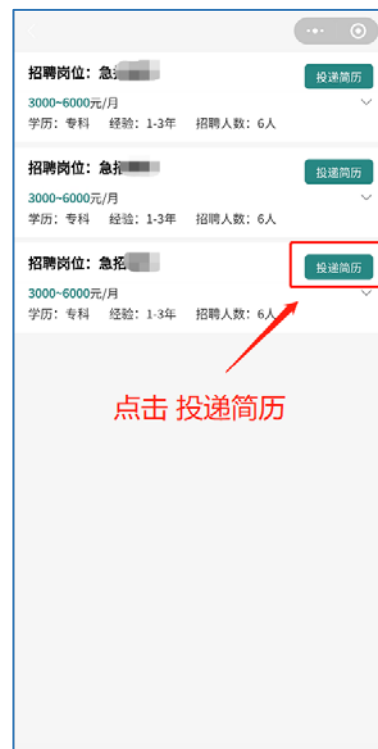 招聘岗位：急
投递简历
3000~6000元/月
学历：专科 经验：1-3年 招聘人数：6人
招聘岗位：急招
投递简历
3000~6000元/月
学历：专科 经验：1-3年 招聘人数：6人
招聘岗位：急招
投递简历
3000~6000元/月
学历：专科 经验：1-3年 招聘人数：6人
点击 投递简历